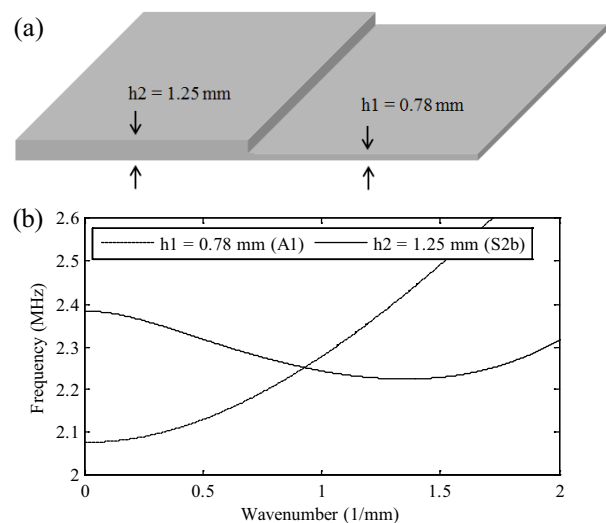 (a)
h2 = 1.25 mm
h1 = 0.78 mm
(b)
2.6
h1 = 0.78 mm (A1)
h2 = 1.25 mm (S2b)
2.5
2.4
2.3
2.2
2.1
2
Frequency (MHz)
0
0.5
1
1.5
2
Wavenumber (1/mm)